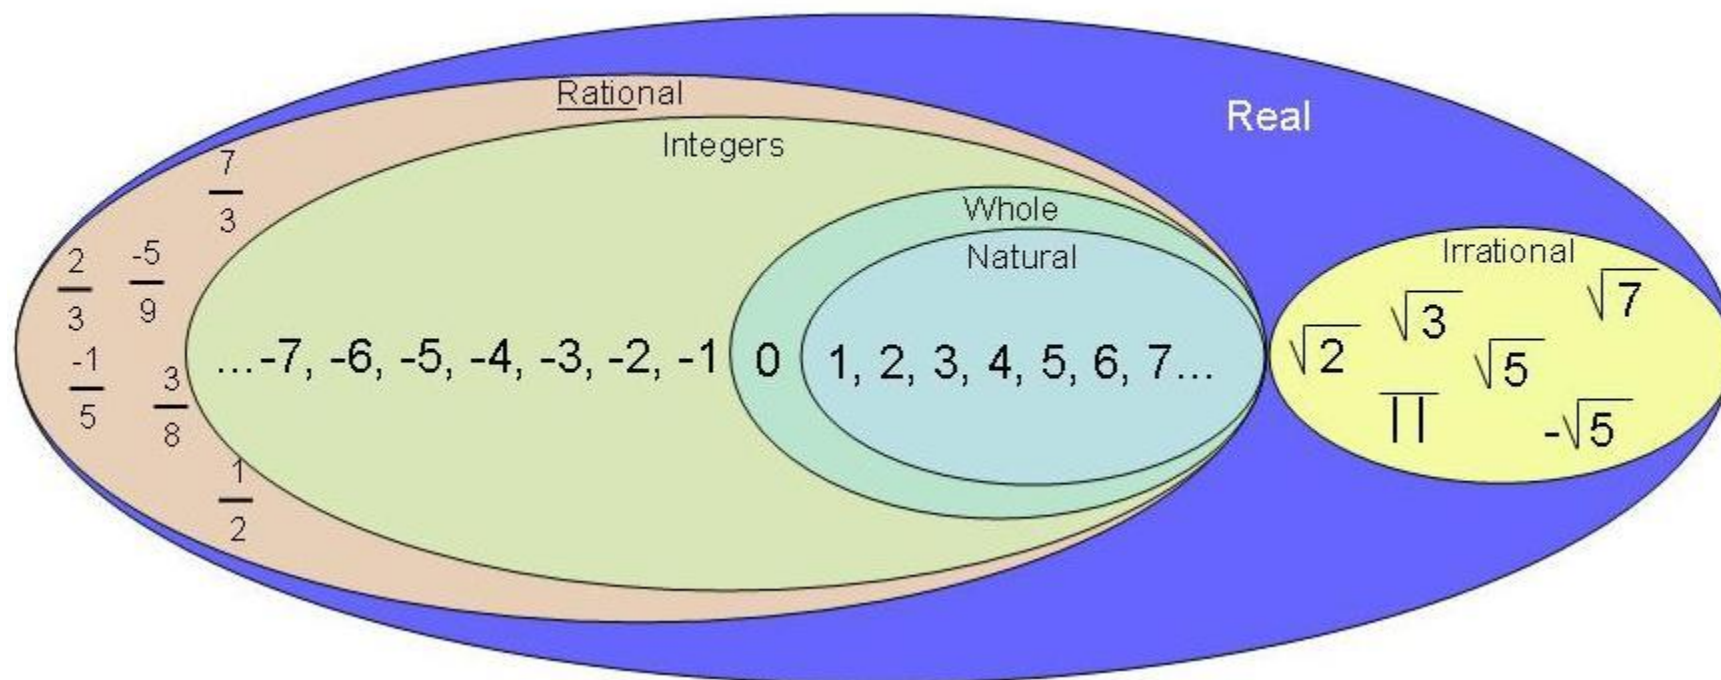 Rational
Real
Integers
7/3
Whole
Natural
Irrational
2/3
-5/9
√7
√3
√2
√5
...-7, -6, -5, -4, -3, -2, -1
0
1, 2, 3, 4, 5, 6, 7...
-1/5
3/8
∏
-√5
1/2